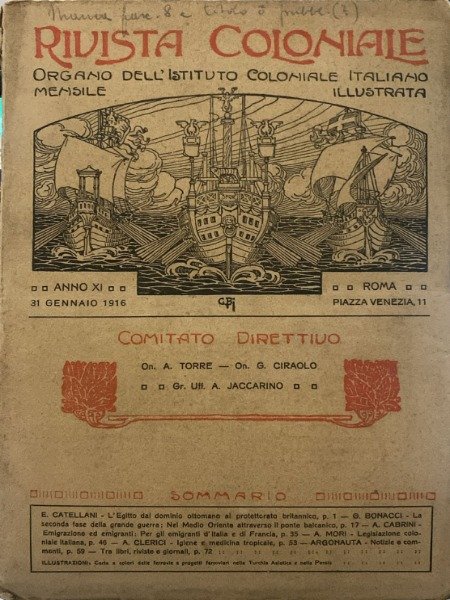 Manca fasc. 8 e titolo
RIVISTA COLONIALE
ORGANO DELL'ISTITUTO COLONIALE ITALIANO
MENSILE ILLUSTRATA
ANNO XI ROMA
31 GENNAIO 1916 PIAZZA VENEZIA, 11
COMITATO DIRETTIVO
On. A. TORRE — On. G. CIRAOLO
Gr. Uff. A. JACCARINO
SOMMARIO
E. CATELLANI - L'Egitto dal dominio ottomano al protettorato britannico, p. 1 — G. BONACCI - La
seconda fase della grande guerra: Nel Medio Oriente attraverso il ponte balcanico, p. 17 — A. CABRINI -
Emigrazione ed emigranti: Per gli emigranti d'Italia e di Francia, p. 35 — A. MORI - Legislazione colo-
niale italiana, p. 46 — A. CLERICI - Igiene e medicina tropicale, p. 53 — ARGONAUTA - Notizie e com-
menti, p. 59 — Tra libri, riviste e giornali, p. 72
ILLUSTRAZIONI: Carta a colori delle ferrovie e progetti ferroviari nella Turchia Asiatica e nella Persia